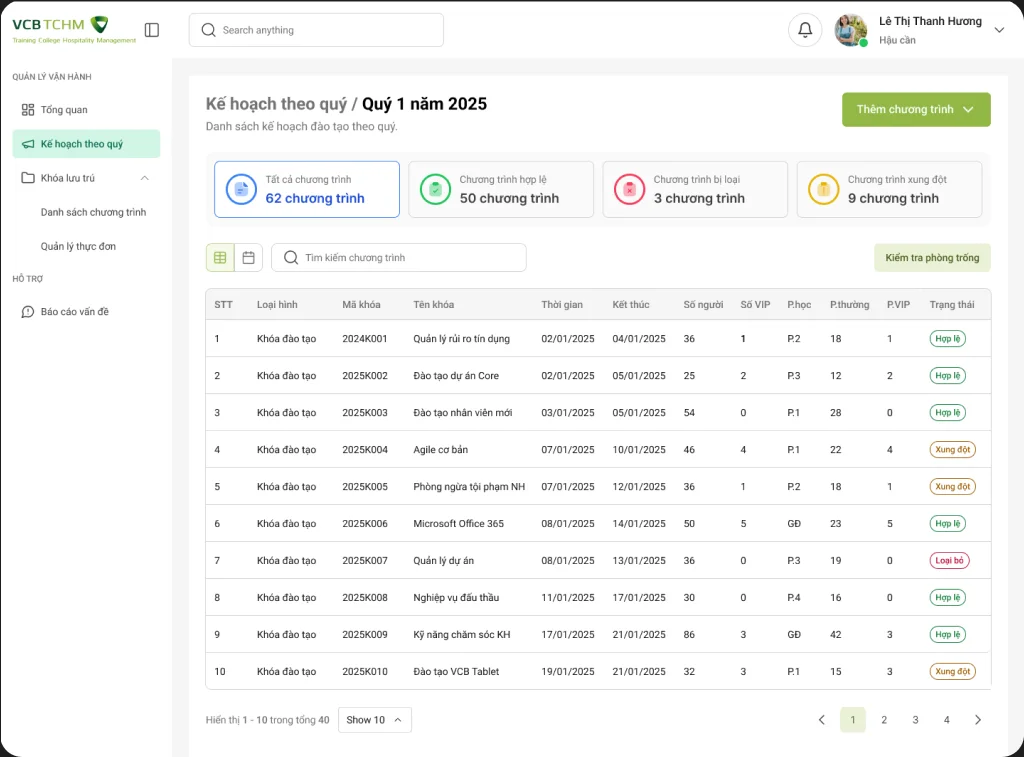 VCB TCHM
Training College Hospitality Management
Search anything
Lê Thị Thanh Hương
Hậu cần
QUẢN LÝ VẬN HÀNH
Tổng quan
Kế hoạch theo quý
Khóa lưu trú
Danh sách chương trình
Quản lý thực đơn
HỖ TRỢ
Báo cáo vấn đề
Kế hoạch theo quý / Quý 1 năm 2025
Danh sách kế hoạch đào tạo theo quý.
Thêm chương trình
Tất cả chương trình
62 chương trình
Chương trình hợp lệ
50 chương trình
Chương trình bị loại
3 chương trình
Chương trình xung đột
9 chương trình
Tìm kiếm chương trình
Kiểm tra phòng trống
STT Loại hình Mã khóa Tên khóa Thời gian Kết thúc Số người Số VIP P.học P.thường P.VIP Trạng thái
1 Khóa đào tạo 2024K001 Quản lý rủi ro tín dụng 02/01/2025 04/01/2025 36 1 P.2 18 1 Hợp lệ
2 Khóa đào tạo 2025K002 Đào tạo dự án Core 02/01/2025 05/01/2025 25 2 P.3 12 2 Hợp lệ
3 Khóa đào tạo 2025K003 Đào tạo nhân viên mới 03/01/2025 05/01/2025 54 0 P.1 28 0 Hợp lệ
4 Khóa đào tạo 2025K004 Agile cơ bản 07/01/2025 10/01/2025 46 4 P.1 22 4 Xung đột
5 Khóa đào tạo 2025K005 Phòng ngừa tội phạm NH 07/01/2025 12/01/2025 36 1 P.2 18 1 Xung đột
6 Khóa đào tạo 2025K006 Microsoft Office 365 08/01/2025 14/01/2025 50 5 GĐ 23 5 Hợp lệ
7 Khóa đào tạo 2025K007 Quản lý dự án 08/01/2025 13/01/2025 36 0 P.3 19 0 Loại bỏ
8 Khóa đào tạo 2025K008 Nghiệp vụ đấu thầu 11/01/2025 17/01/2025 30 0 P.4 16 0 Hợp lệ
9 Khóa đào tạo 2025K009 Kỹ năng chăm sóc KH 17/01/2025 21/01/2025 86 3 GĐ 42 3 Hợp lệ
10 Khóa đào tạo 2025K010 Đào tạo VCB Tablet 19/01/2025 21/01/2025 32 3 P.1 15 3 Xung đột
Hiển thị 1 - 10 trong tổng 40 Show 10 1 2 3 4